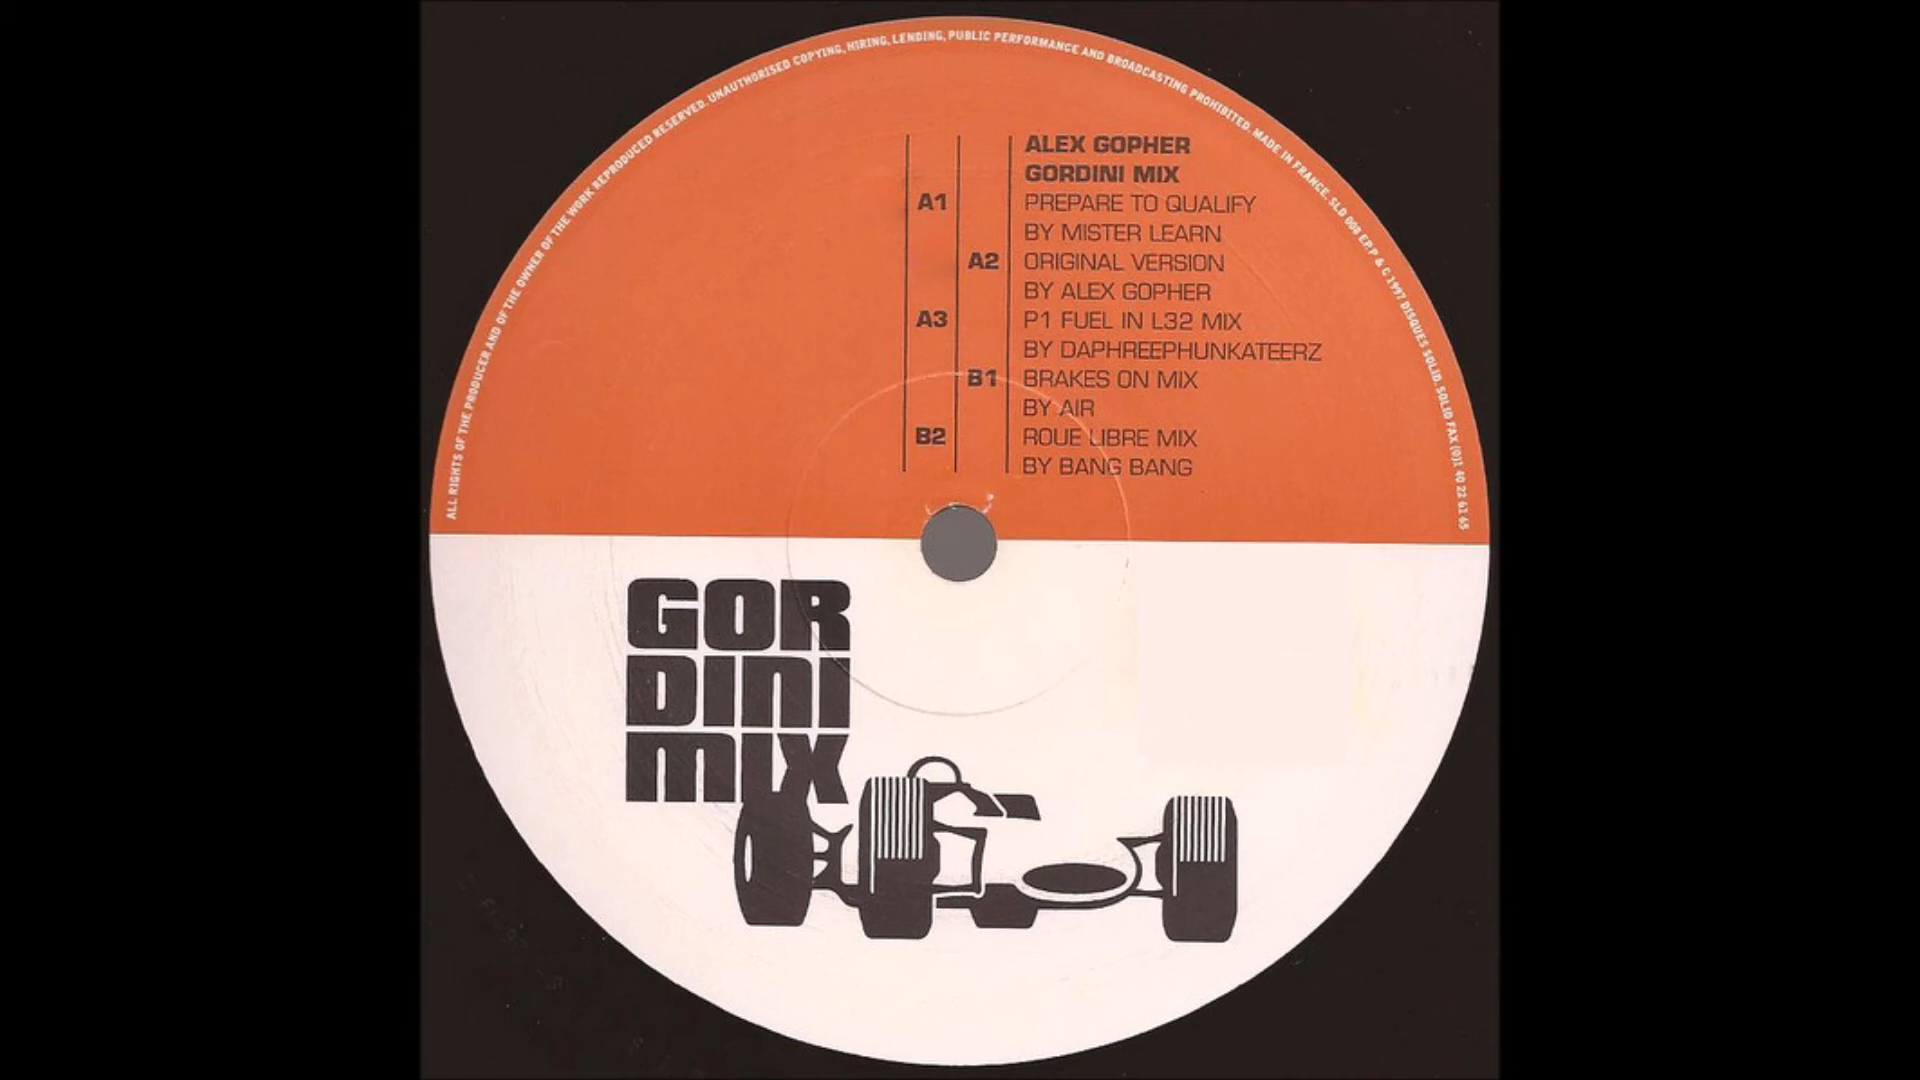 ALL RIGHTS OF THE PRODUCER AND OF THE OWNER OF THE WORK REPRODUCED RESERVED. UNAUTHORISED COPYING, HIRING, LENDING, PUBLIC PERFORMANCE AND BROADCASTING PROHIBITED. MADE IN FRANCE. SLD 008 EP. P & C 1997 DISQUES SOLID. SOLID FAX (0)1 40 22 61 65
ALEX GOPHER
GORDINI MIX
A1 PREPARE TO QUALIFY
BY MISTER LEARN
A2 ORIGINAL VERSION
BY ALEX GOPHER
A3 P1 FUEL IN L32 MIX
BY DAPHREEPHUNKATEERZ
B1 BRAKES ON MIX
BY AIR
B2 ROUE LIBRE MIX
BY BANG BANG
GOR
DINI
MIX